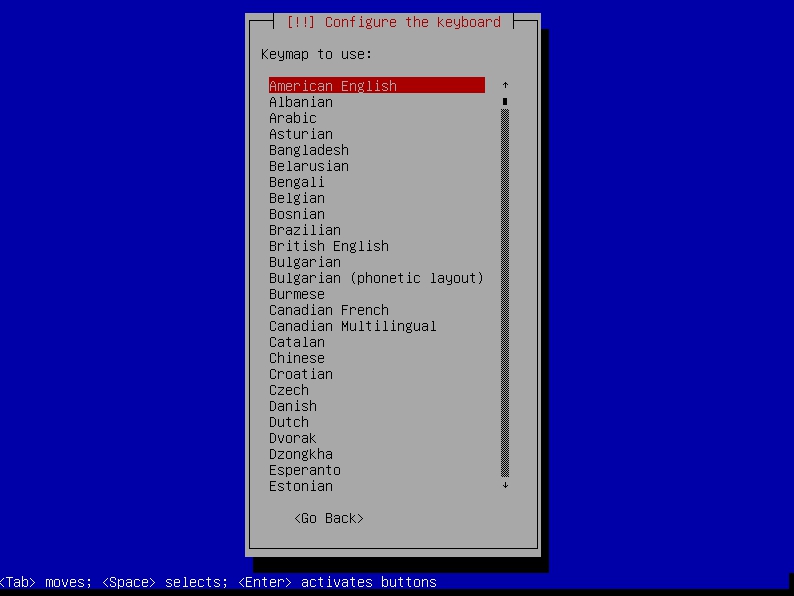 [!!] Configure the keyboard
Keymap to use:
American English
Albanian
Arabic
Asturian
Bangladesh
Belarusian
Bengali
Belgian
Bosnian
Brazilian
British English
Bulgarian
Bulgarian (phonetic layout)
Burmese
Canadian French
Canadian Multilingual
Catalan
Chinese
Croatian
Czech
Danish
Dutch
Dvorak
Dzongkha
Esperanto
Estonian
<Go Back>
<Tab> moves; <Space> selects; <Enter> activates buttons